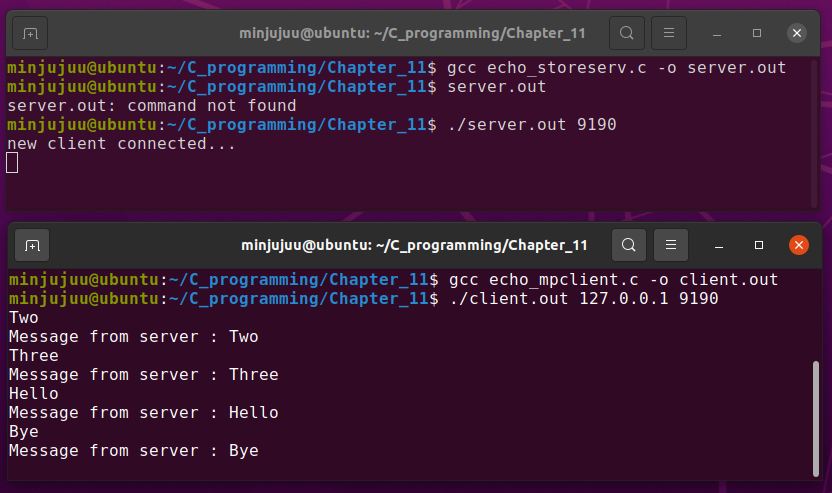 minjujuu@ubuntu: ~/C_programming/Chapter_11
minjujuu@ubuntu:~/C_programming/Chapter_11$ gcc echo_storeserv.c -o server.out
minjujuu@ubuntu:~/C_programming/Chapter_11$ server.out
server.out: command not found
minjujuu@ubuntu:~/C_programming/Chapter_11$ ./server.out 9190
new client connected...
minjujuu@ubuntu: ~/C_programming/Chapter_11
minjujuu@ubuntu:~/C_programming/Chapter_11$ gcc echo_mpclient.c -o client.out
minjujuu@ubuntu:~/C_programming/Chapter_11$ ./client.out 127.0.0.1 9190
Two
Message from server : Two
Three
Message from server : Three
Hello
Message from server : Hello
Bye
Message from server : Bye